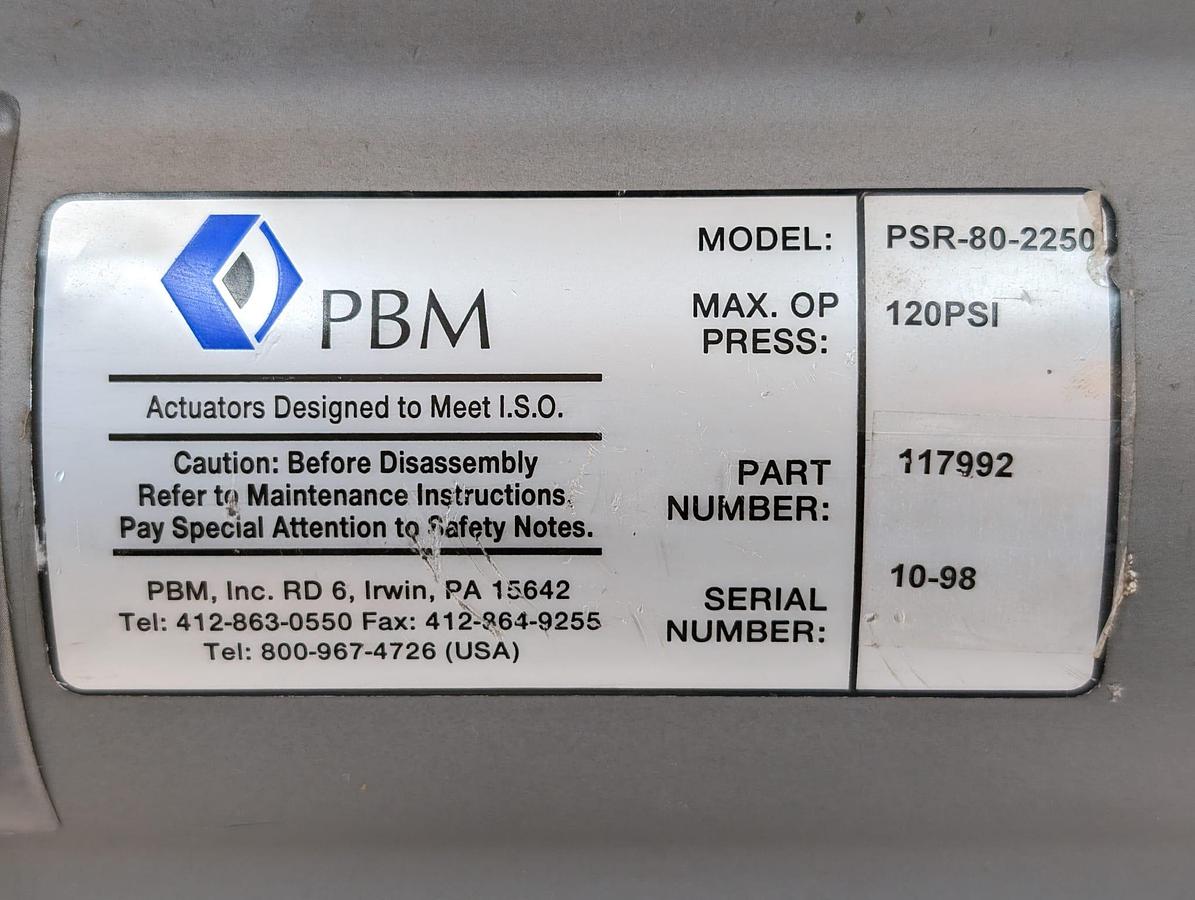 PBM
Actuators Designed to Meet I.S.O.
Caution: Before Disassembly
Refer to Maintenance Instructions.
Pay Special Attention to Safety Notes.
PBM, Inc. RD 6, Irwin, PA 15642
Tel: 412-863-0550 Fax: 412-864-9255
Tel: 800-967-4726 (USA)
MODEL: PSR-80-2250
MAX. OP 120PSI
PRESS:
PART 117992
NUMBER:
SERIAL 10-98
NUMBER: